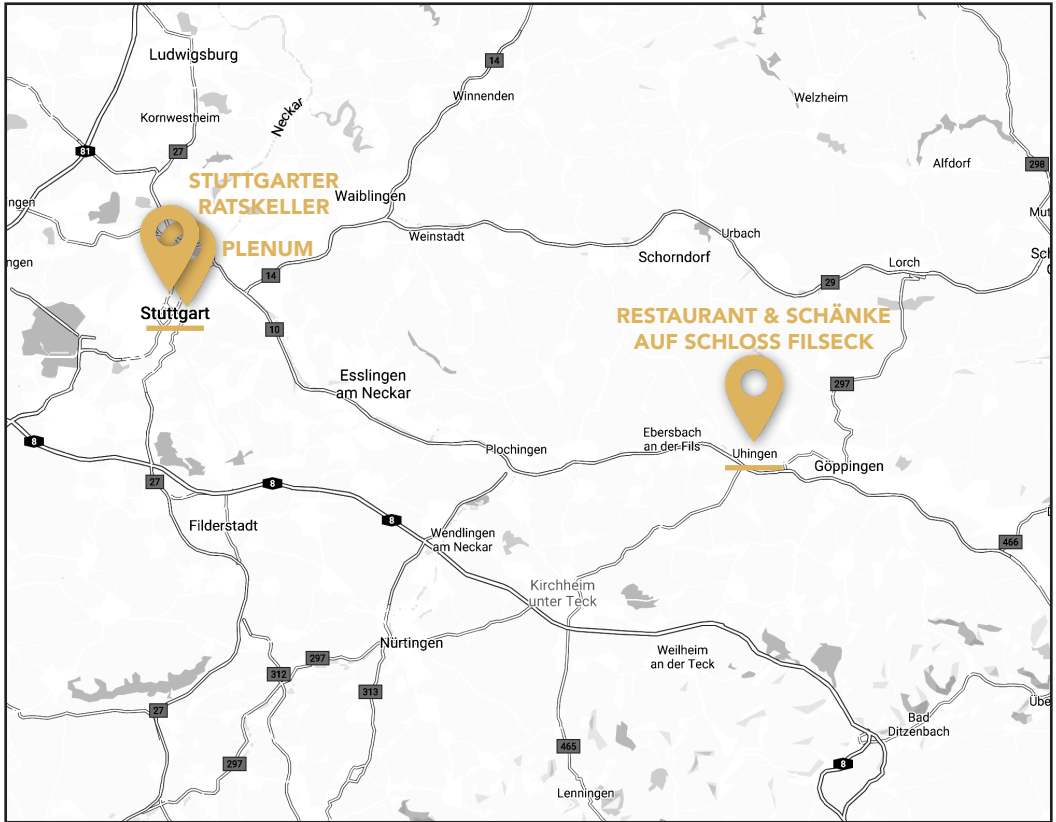 Ludwigsburg
14
Winnenden
Welzheim
Kornwestheim
Neckar
81
27
298
Alfdorf
STUTTGARTER
RATSKELLER
Waiblingen
ngen
Mut
PLENUM
Weinstadt
Urbach
Schorndorf
Sch
ngen
Lorch
14
29
Stuttgart
RESTAURANT & SCHÄNKE
AUF SCHLOSS FILSECK
10
Esslingen
am Neckar
297
8
Ebersbach
an der Fils
Plochingen
Uhingen
Göppingen
27
8
8
Filderstadt
Wendlingen
am Neckar
466
Kirchheim
unter Teck
Nürtingen
297
312
Weilheim
an der Teck
313
27
Übe
Bad
Ditzenbach
465
297
8
Lenningen